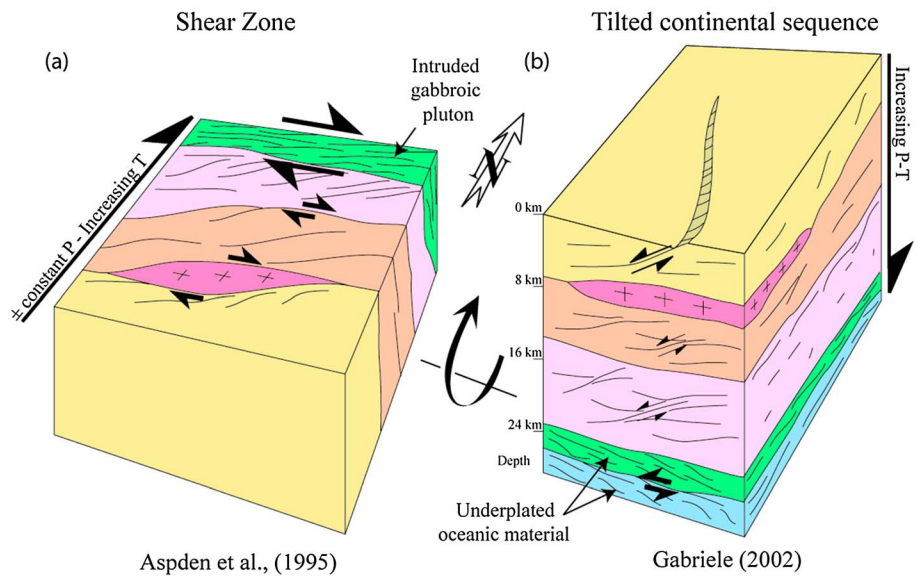 Shear Zone
Tilted continental sequence
(a)
Intruded
gabbroic
pluton
± constant P - Increasing T
(b)
Increasing P-T
0 km
8 km
16 km
24 km
Depth
Underplated
oceanic material
Aspden et al., (1995)
Gabriele (2002)